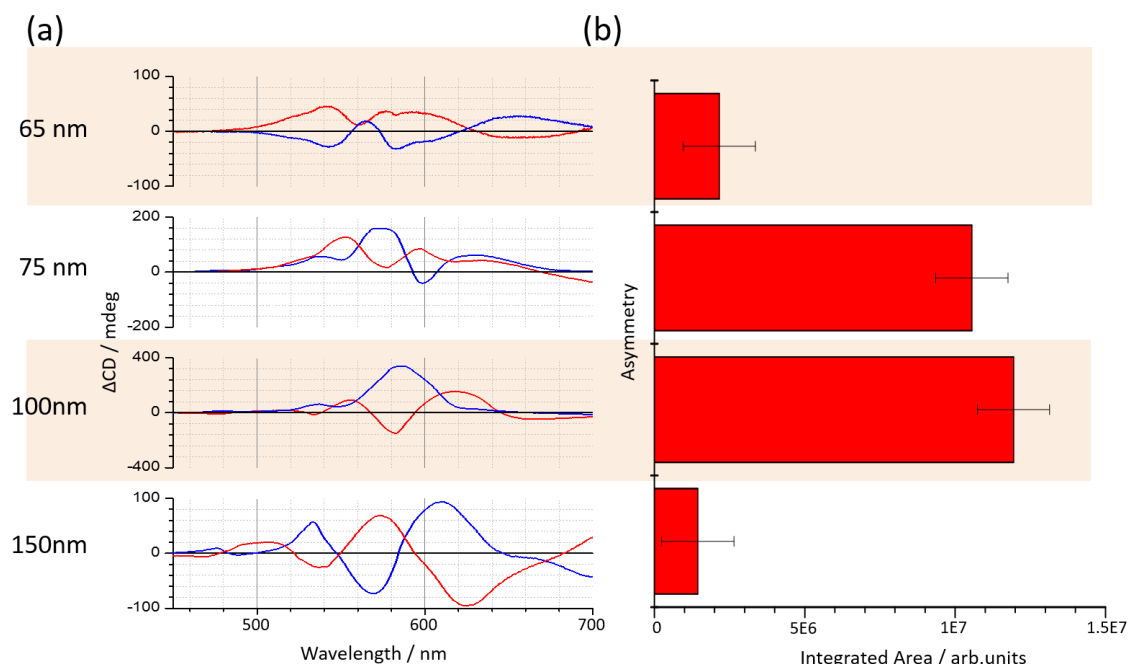 (a)
(b)
65 nm
100
0
-100
75 nm
200
0
-200
100nm
400
0
-400
150nm
100
0
-100
500
600
700
Wavelength / nm
ΔCD / mdeg
Asymmetry
0
5E6
1E7
1.5E7
Integrated Area / arb.units